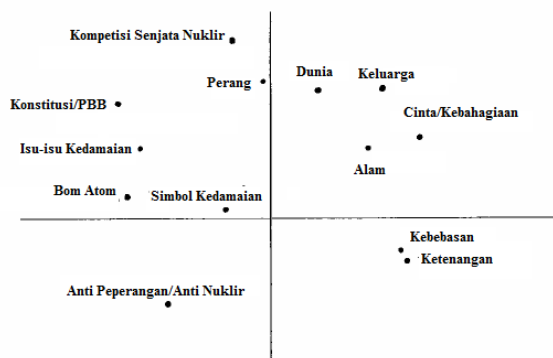 Kompetisi Senjata Nuklir
Perang
Dunia
Keluarga
Konstitusi/PBB
Cinta/Kebahagiaan
Isu-isu Kedamaian
Alam
Bom Atom
Simbol Kedamaian
Kebebasan
Ketenangan
Anti Peperangan/Anti Nuklir